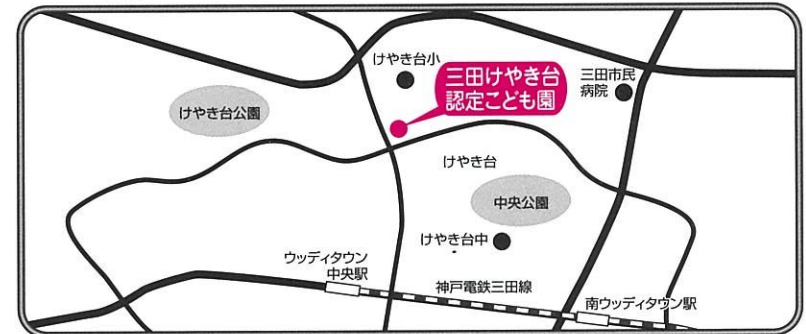 けやき台小
三田けやき台
認定こども園
三田市民
病院
けやき台公園
けやき台
中央公園
けやき台中
ウッディタウン
中央駅
神戸電鉄三田線
南ウッディタウン駅